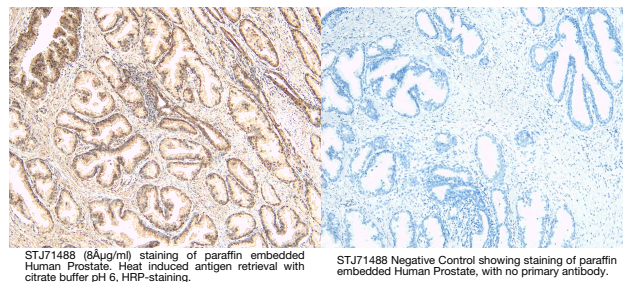 STJ71488 (8Âµg/ml) staining of paraffin embedded
Human Prostate. Heat induced antigen retrieval with
citrate buffer pH 6, HRP-staining.
STJ71488 Negative Control showing staining of paraffin
embedded Human Prostate, with no primary antibody.